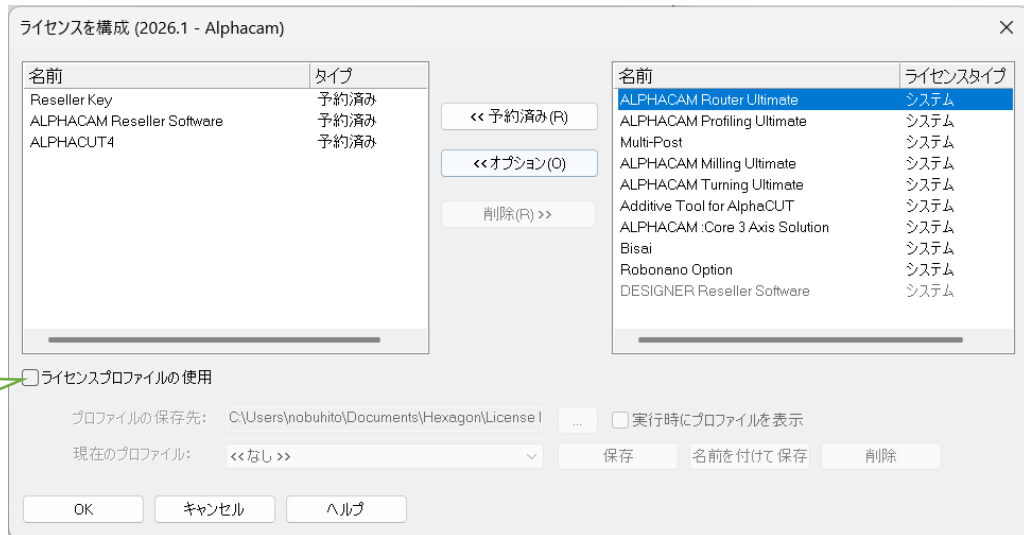 ライセンスを構成 (2026.1 - Alphacam)
名前 タイプ
Reseller Key 予約済み
ALPHACAM Reseller Software 予約済み
ALPHACUT4 予約済み
<< 予約済み(R)
<<オプション(O)
削除(R) >>
名前 ライセンスタイプ
ALPHACAM Router Ultimate システム
ALPHACAM Profiling Ultimate システム
Multi-Post システム
ALPHACAM Milling Ultimate システム
ALPHACAM Turning Ultimate システム
Additive Tool for AlphaCUT システム
ALPHACAM :Core 3 Axis Solution システム
Bisai システム
Robonano Option システム
DESIGNER Reseller Software システム
ライセンスプロファイルの使用
プロファイルの保存先: C:\Users\nobuhito\Documents\Hexagon\License I ... 実行時にプロファイルを表示
現在のプロファイル: <<なし >> 保存 名前を付けて保存 削除
OK キャンセル ヘルプ